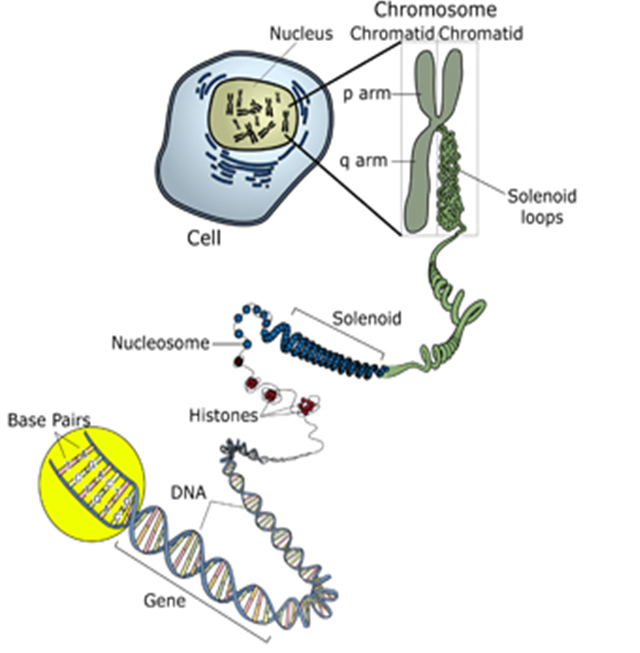 Chromosome
Nucleus
Chromatid Chromatid
p arm
q arm
Solenoid
loops
Cell
Solenoid
Nucleosome
Histones
Base Pairs
DNA
Gene